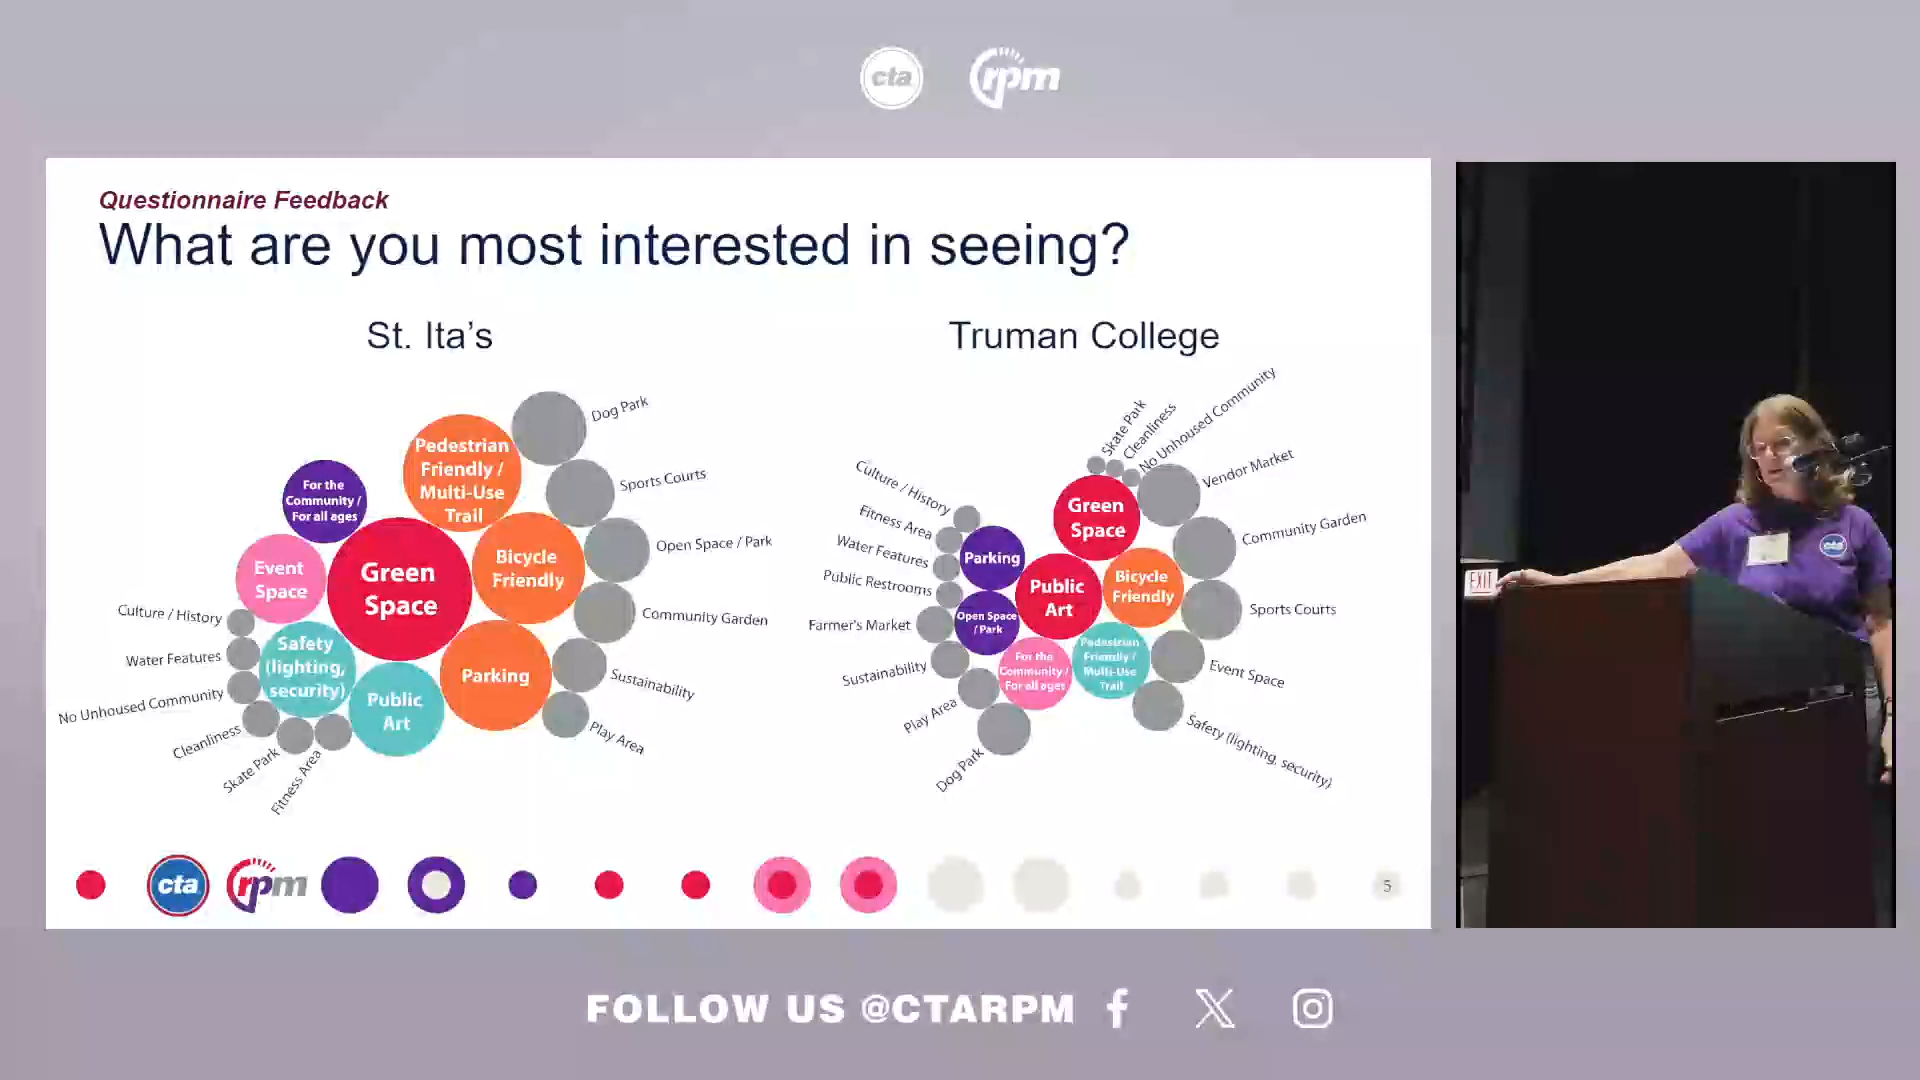 cta
rpm
Questionnaire Feedback
What are you most interested in seeing?
St. Ita's
Dog Park
Pedestrian
Friendly /
Multi-Use
Trail
Sports Courts
For the
Community /
For all ages
Open Space / Park
Bicycle
Friendly
Event
Space
Green
Space
Culture / History
Community Garden
Water Features
Safety
(lighting,
security)
Parking
Sustainability
No Unhoused Community
Public
Art
Play Area
Cleanliness
Skate Park
Fitness Area
Truman College
Skate Park
Cleanliness
No Unhoused Community
Vendor Market
Culture / History
Green
Space
Fitness Area
Community Garden
Water Features
Parking
Public Restrooms
Public
Art
Bicycle
Friendly
Farmer's Market
Open Space
/ Park
Sports Courts
Sustainability
For the
Community /
For all ages
Pedestrian
Friendly /
Multi-Use
Trail
Event Space
Play Area
Safety (lighting, security)
Dog Park
cta
rpm
5
EXIT
cta
FOLLOW US @CTARPM